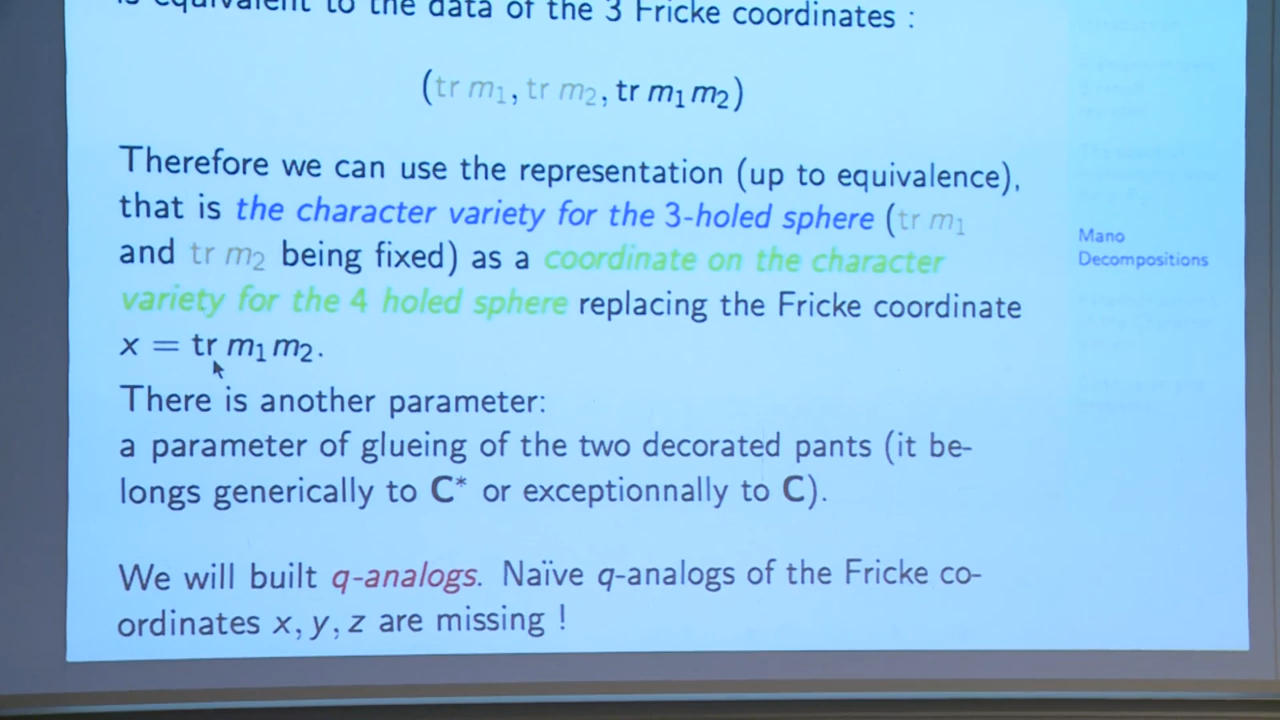 is equivalent to the data of the 3 Fricke coordinates :
(tr m₁, tr m₂, tr m₁m₂)
Therefore we can use the representation (up to equivalence),
that is the character variety for the 3-holed sphere (tr m₁
and tr m₂ being fixed) as a coordinate on the character
variety for the 4 holed sphere replacing the Fricke coordinate
x = tr m₁m₂.
There is another parameter:
a parameter of glueing of the two decorated pants (it be-
longs generically to C* or exceptionnally to C).
We will built q-analogs. Naïve q-analogs of the Fricke co-
ordinates x, y, z are missing !
Mano
Decompositions